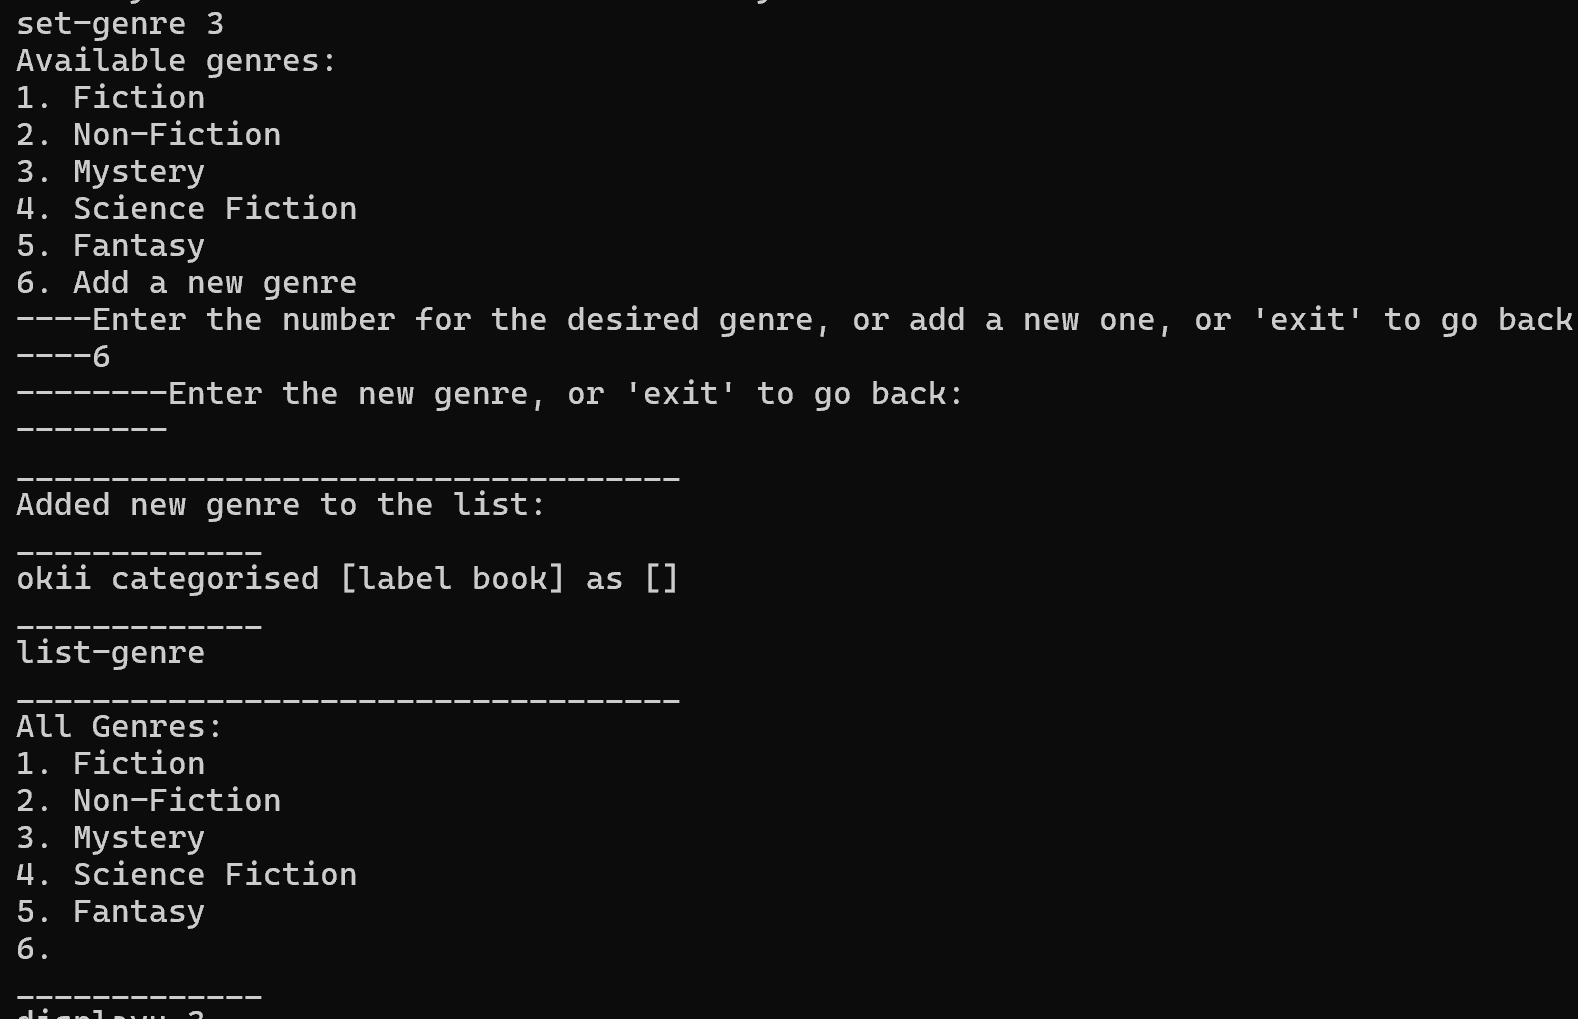 set-genre 3
Available genres:
1. Fiction
2. Non-Fiction
3. Mystery
4. Science Fiction
5. Fantasy
6. Add a new genre
----Enter the number for the desired genre, or add a new one, or 'exit' to go back
----6
--------Enter the new genre, or 'exit' to go back:
--------
___________________________________
Added new genre to the list:
_____________
okii categorised [label book] as []
_____________
list-genre
___________________________________
All Genres:
1. Fiction
2. Non-Fiction
3. Mystery
4. Science Fiction
5. Fantasy
6.
_____________